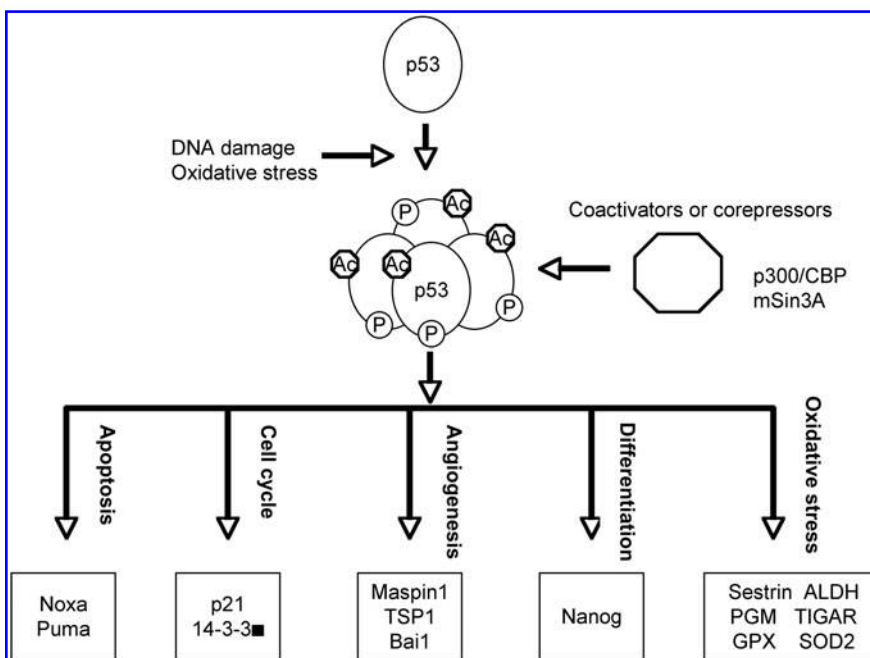 p53
DNA damage
Oxidative stress
P
Ac
Ac
Ac
Ac
p53
P
P
P
Coactivators or corepressors
p300/CBP
mSin3A
Apoptosis
Cell cycle
Angiogenesis
Differentiation
Oxidative stress
Noxa
Puma
p21
14-3-3■
Maspin1
TSP1
Bai1
Nanog
Sestrin ALDH
PGM TIGAR
GPX SOD2